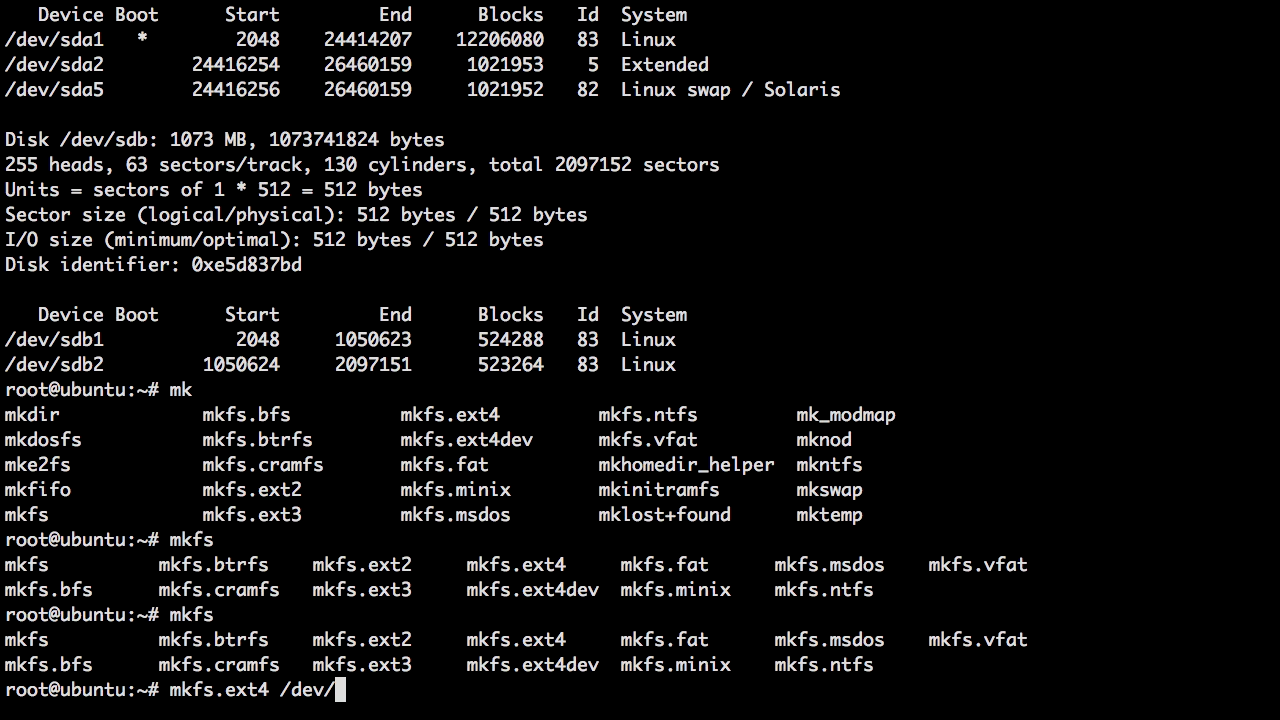 Device Boot Start End Blocks Id System
/dev/sda1 * 2048 24414207 12206080 83 Linux
/dev/sda2 24416254 26460159 1021953 5 Extended
/dev/sda5 24416256 26460159 1021952 82 Linux swap / Solaris
Disk /dev/sdb: 1073 MB, 1073741824 bytes
255 heads, 63 sectors/track, 130 cylinders, total 2097152 sectors
Units = sectors of 1 * 512 = 512 bytes
Sector size (logical/physical): 512 bytes / 512 bytes
I/O size (minimum/optimal): 512 bytes / 512 bytes
Disk identifier: 0xe5d837bd
Device Boot Start End Blocks Id System
/dev/sdb1 2048 1050623 524288 83 Linux
/dev/sdb2 1050624 2097151 523264 83 Linux
root@ubuntu:~# mk
mkdir mkfs.bfs mkfs.ext4 mkfs.ntfs mk_modmap
mkdosfs mkfs.btrfs mkfs.ext4dev mkfs.vfat mknod
mke2fs mkfs.cramfs mkfs.fat mkhomedir_helper mkntfs
mkfifo mkfs.ext2 mkfs.minix mkinitramfs mkswap
mkfs mkfs.ext3 mkfs.msdos mklost+found mktemp
root@ubuntu:~# mkfs
mkfs mkfs.btrfs mkfs.ext2 mkfs.ext4 mkfs.fat mkfs.msdos mkfs.vfat
mkfs.bfs mkfs.cramfs mkfs.ext3 mkfs.ext4dev mkfs.minix mkfs.ntfs
root@ubuntu:~# mkfs
mkfs mkfs.btrfs mkfs.ext2 mkfs.ext4 mkfs.fat mkfs.msdos mkfs.vfat
mkfs.bfs mkfs.cramfs mkfs.ext3 mkfs.ext4dev mkfs.minix mkfs.ntfs
root@ubuntu:~# mkfs.ext4 /dev/